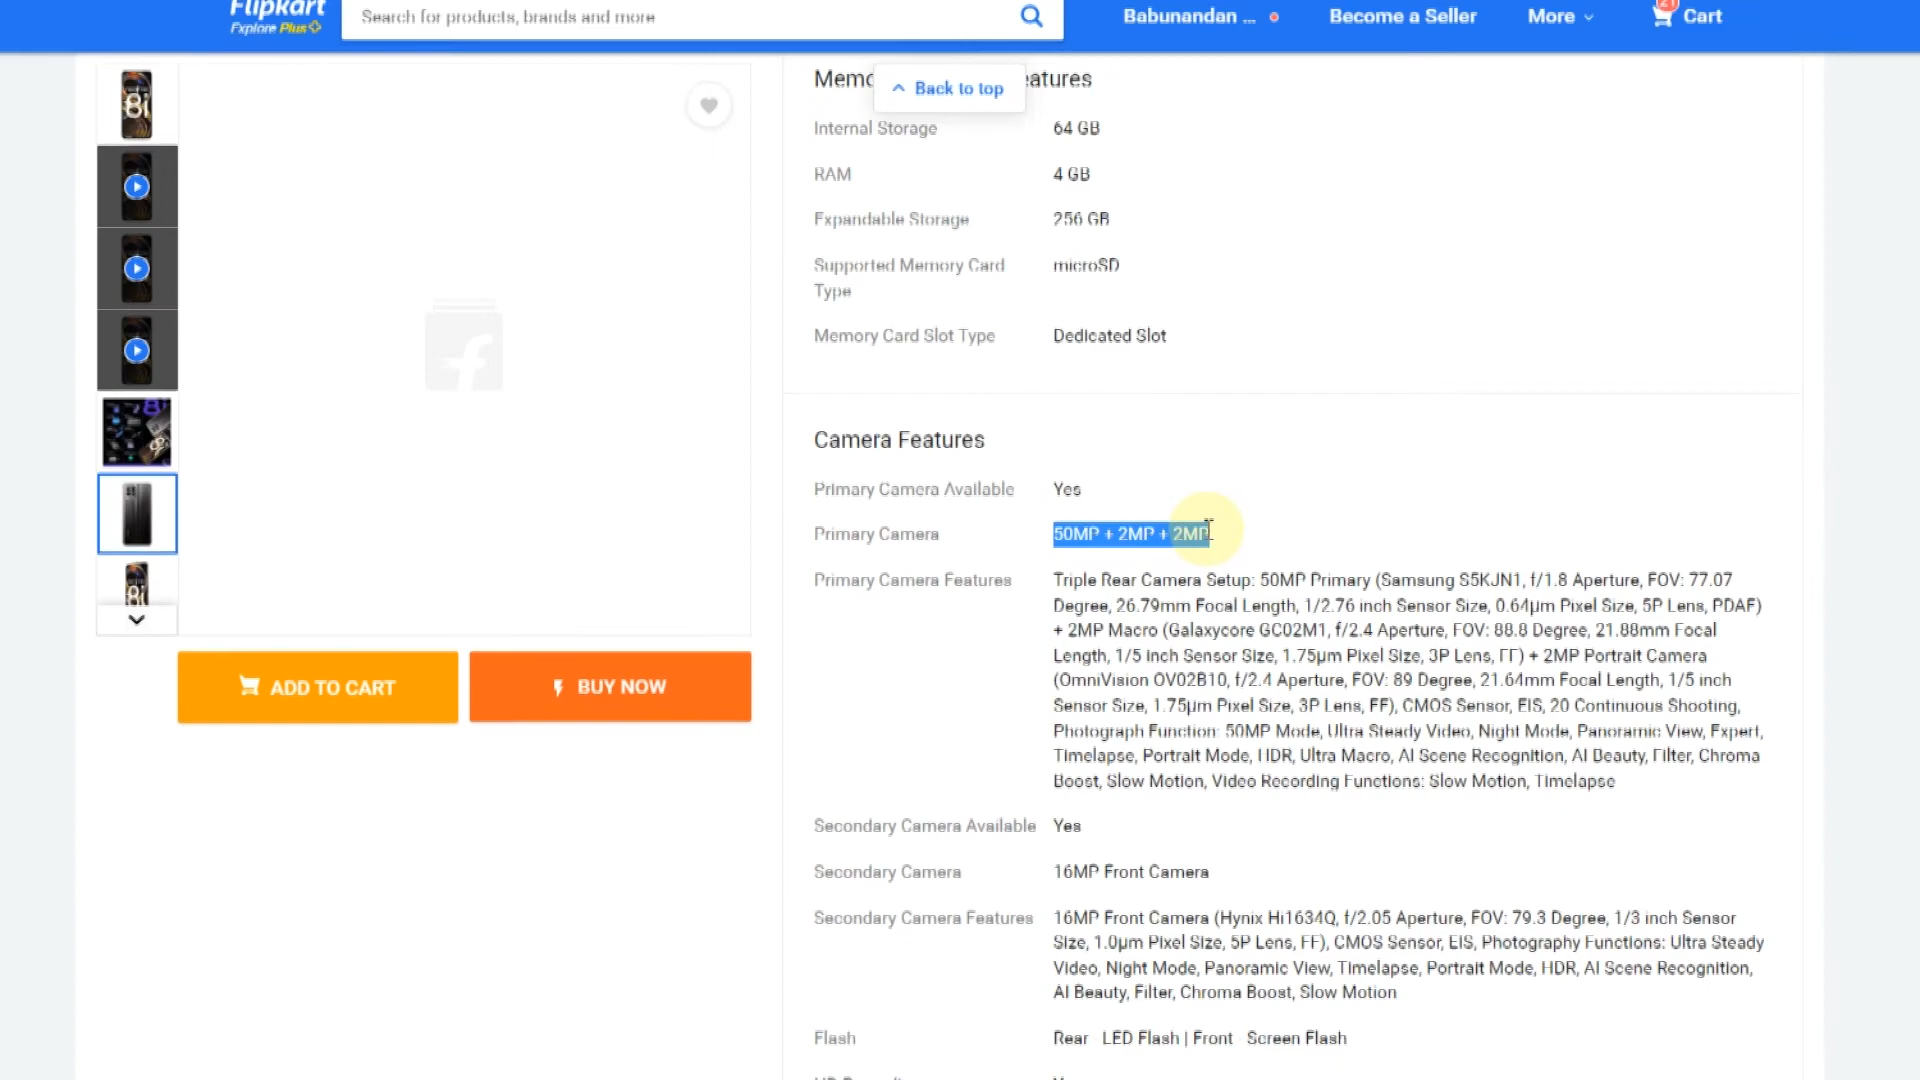 Flipkart
Explore Plus
Search for products, brands and more
Babunandan ...
Become a Seller
More
21
Cart
Back to top
Internal Storage 64 GB
RAM 4 GB
Expandable Storage 256 GB
Supported Memory Card microSD
Type
Memory Card Slot Type Dedicated Slot
Camera Features
Primary Camera Available Yes
Primary Camera 50MP + 2MP + 2MP
Primary Camera Features Triple Rear Camera Setup: 50MP Primary (Samsung S5KJN1, f/1.8 Aperture, FOV: 77.07
Degree, 26.79mm Focal Length, 1/2.76 inch Sensor Size, 0.64μm Pixel Size, 5P Lens, PDAF)
+ 2MP Macro (Galaxycore GC02M1, f/2.4 Aperture, FOV: 88.8 Degree, 21.88mm Focal
Length, 1/5 inch Sensor Size, 1.75μm Pixel Size, 3P Lens, FF) + 2MP Portrait Camera
(OmniVision OV02B10, f/2.4 Aperture, FOV: 89 Degree, 21.64mm Focal Length, 1/5 inch
Sensor Size, 1.75μm Pixel Size, 3P Lens, FF), CMOS Sensor, EIS, 20 Continuous Shooting,
Photograph Function: 50MP Mode, Ultra Steady Video, Night Mode, Panoramic View, Expert,
Timelapse, Portrait Mode, HDR, Ultra Macro, AI Scene Recognition, AI Beauty, Filter, Chroma
Boost, Slow Motion, Video Recording Functions: Slow Motion, Timelapse
Secondary Camera Available Yes
Secondary Camera 16MP Front Camera
Secondary Camera Features 16MP Front Camera (Hynix Hi1634Q, f/2.05 Aperture, FOV: 79.3 Degree, 1/3 inch Sensor
Size, 1.0μm Pixel Size, 5P Lens, FF), CMOS Sensor, EIS, Photography Functions: Ultra Steady
Video, Night Mode, Panoramic View, Timelapse, Portrait Mode, HDR, AI Scene Recognition,
AI Beauty, Filter, Chroma Boost, Slow Motion
Flash Rear LED Flash | Front Screen Flash
8i
8i
8i
ADD TO CART
BUY NOW